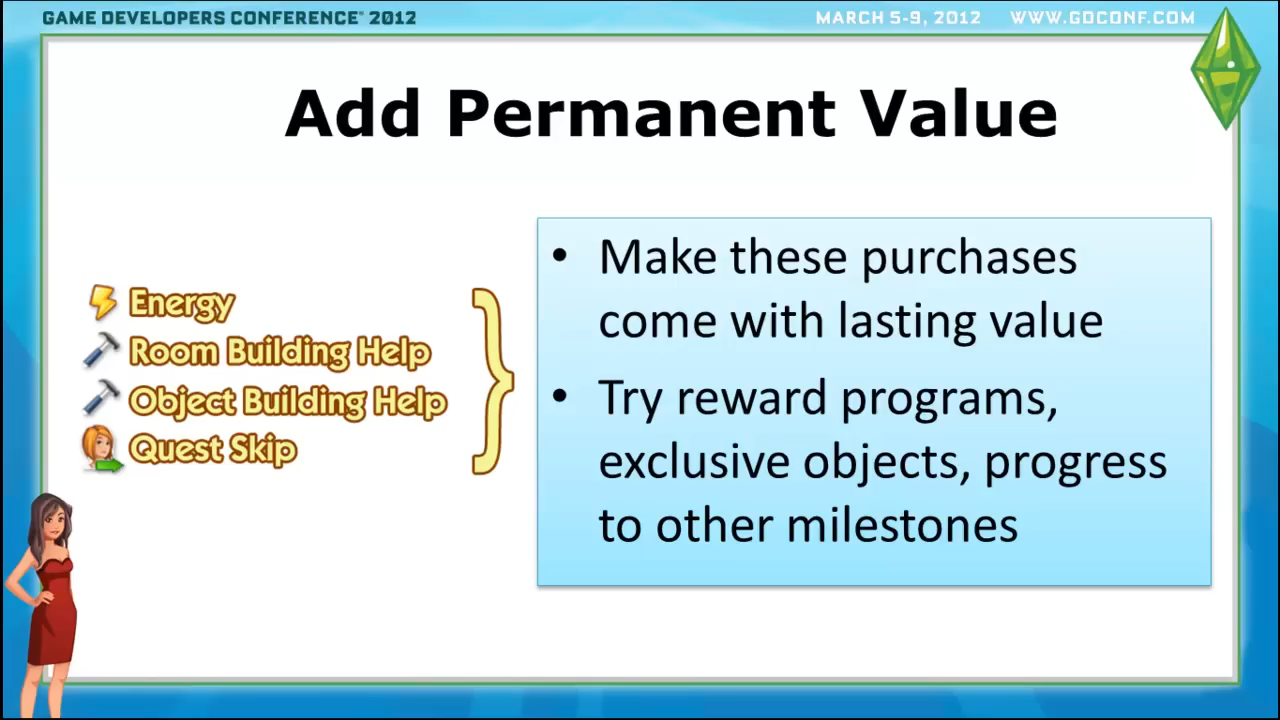 GAME DEVELOPERS CONFERENCE® 2012
MARCH 5-9, 2012 WWW.GDCONF.COM
Add Permanent Value
Energy
Room Building Help
Object Building Help
Quest Skip
• Make these purchases
come with lasting value
• Try reward programs,
exclusive objects, progress
to other milestones